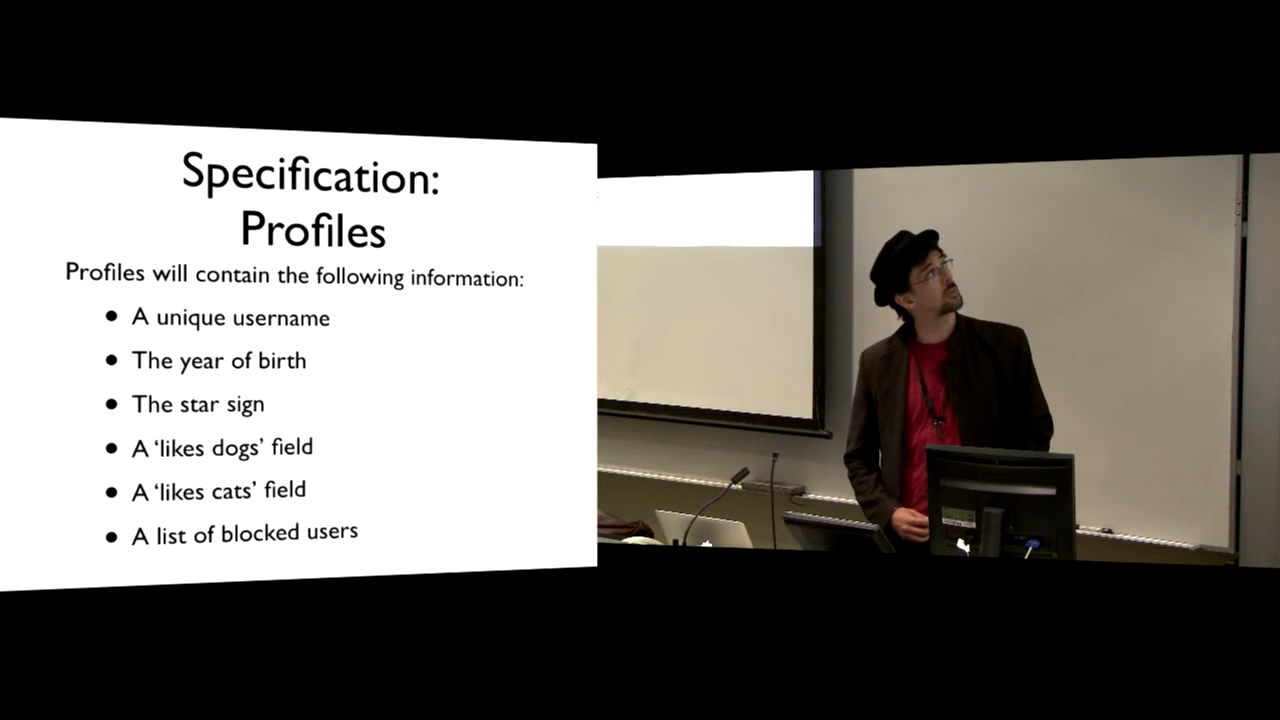 Specification:
Profiles
Profiles will contain the following information:
● A unique username
● The year of birth
● The star sign
● A ‘likes dogs’ field
● A ‘likes cats’ field
● A list of blocked users